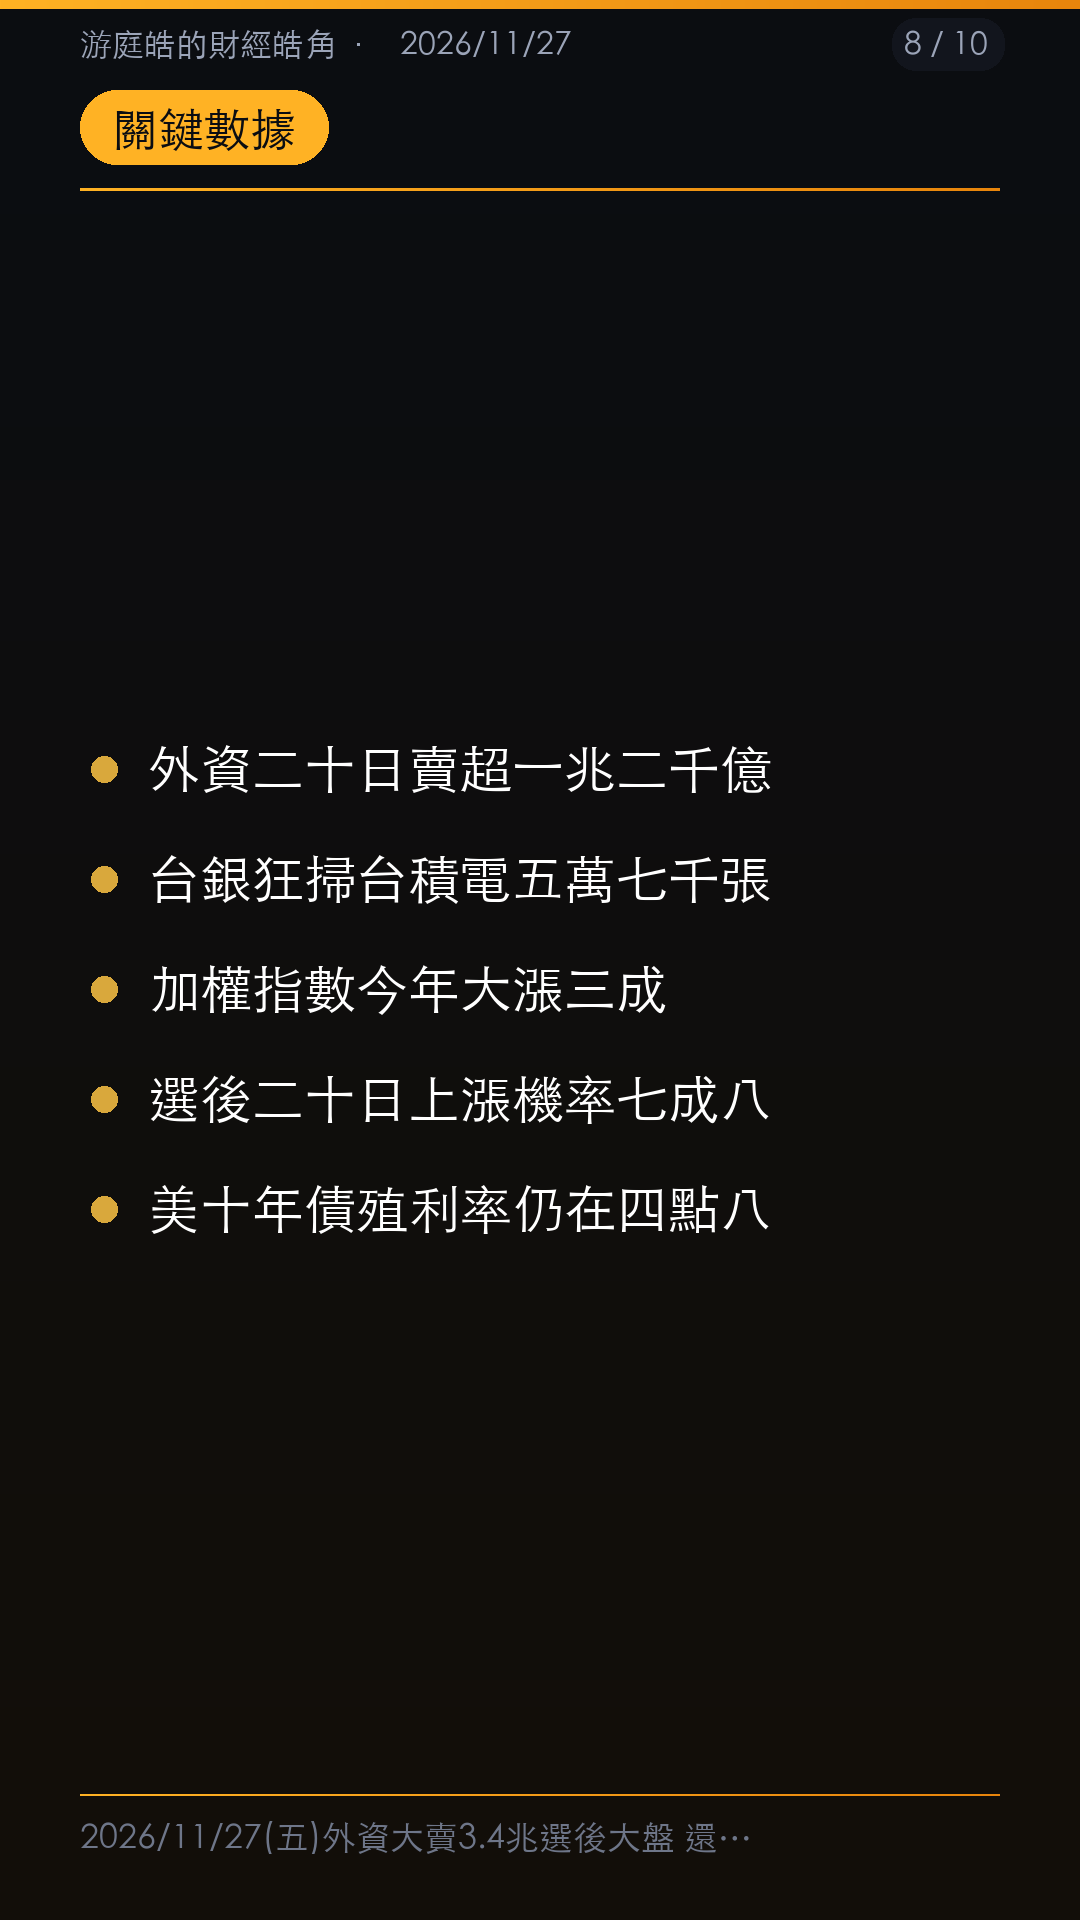 游庭皓的財經皓角 · 2026/11/27
8 / 10
關鍵數據
外資二十日賣超一兆二千億
台銀狂掃台積電五萬七千張
加權指數今年大漲三成
選後二十日上漲機率七成八
美十年債殖利率仍在四點八
2026/11/27(五)外資大賣3.4兆選後大盤 還…